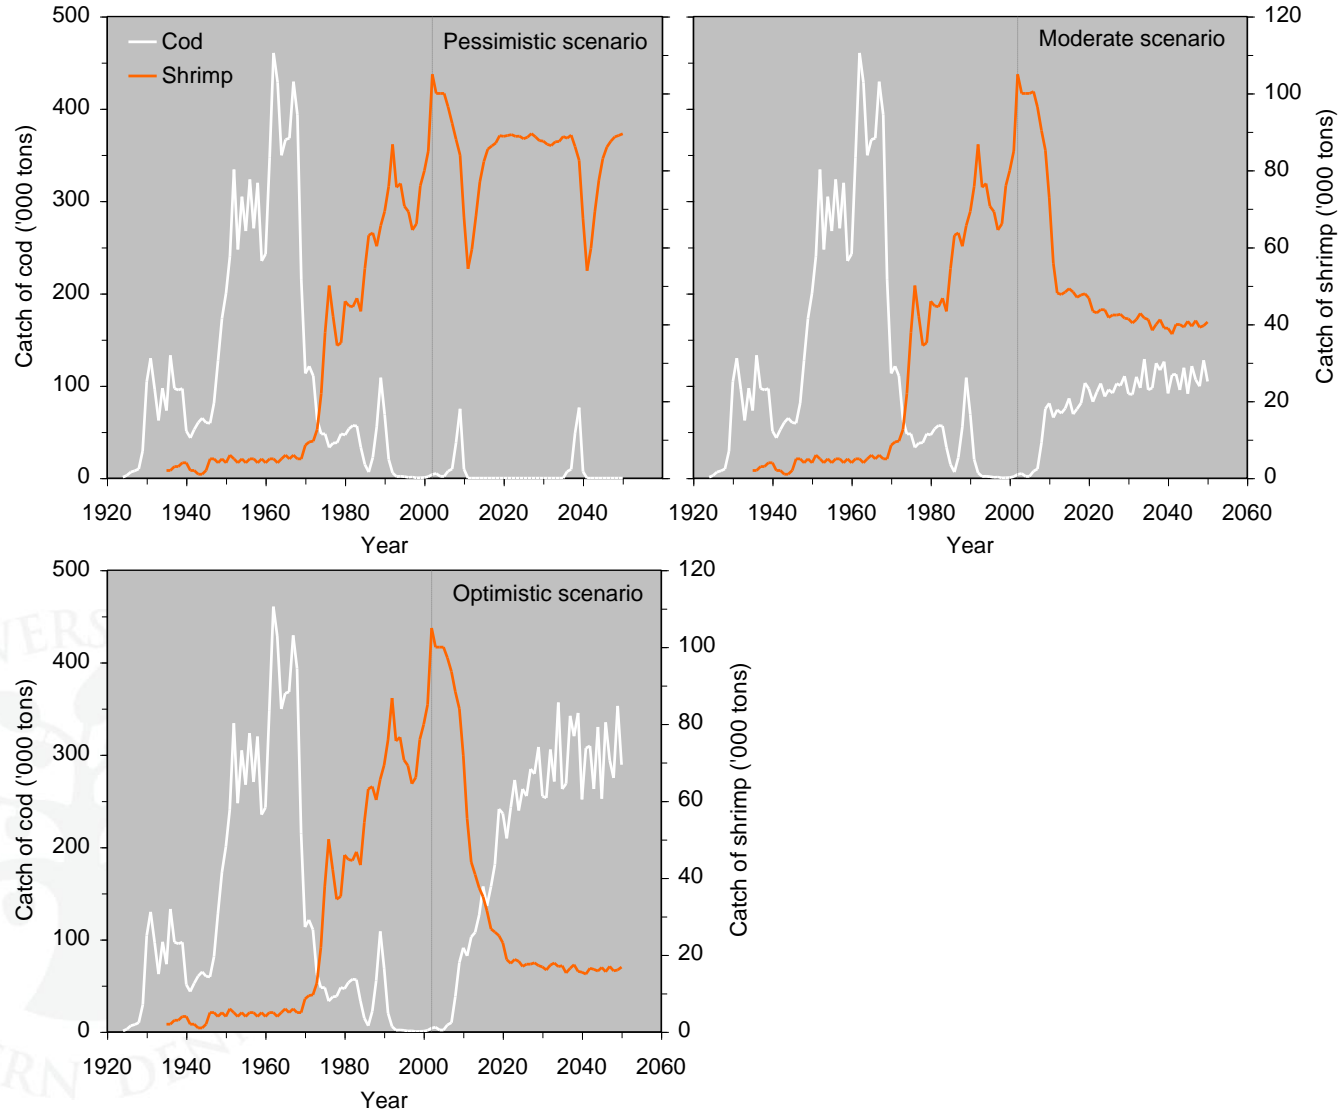 500
400
300
200
100
0
Catch of cod ('000 tons)
Cod
Shrimp
Pessimistic scenario
1920 1940 1960 1980 2000 2020 2040
Year
Moderate scenario
120
100
80
60
40
20
0
Catch of shrimp ('000 tons)
1920 1940 1960 1980 2000 2020 2040 2060
Year
500
400
300
200
100
0
Catch of cod ('000 tons)
Optimistic scenario
120
100
80
60
40
20
0
Catch of shrimp ('000 tons)
1920 1940 1960 1980 2000 2020 2040 2060
Year